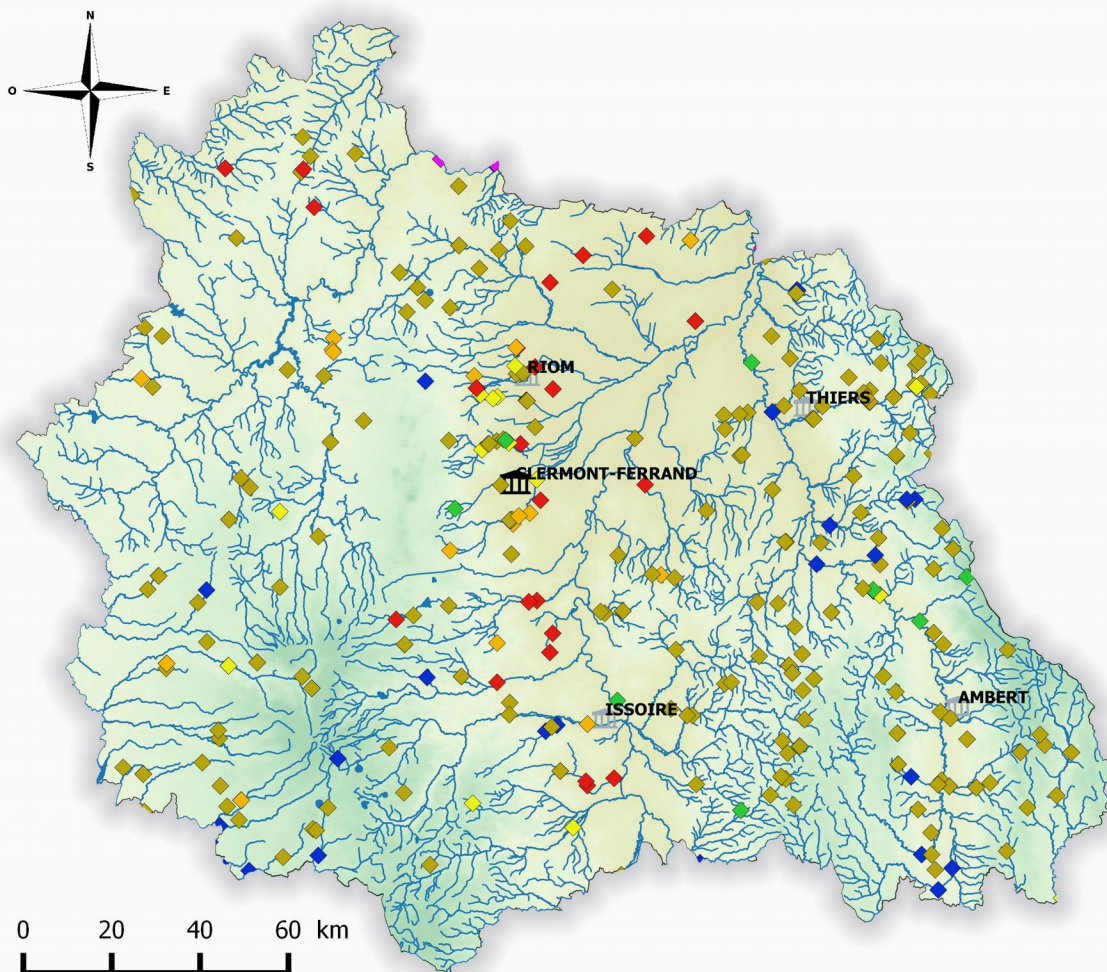 N
O E
S
RIOM
THIERS
CLERMONT-FERRAND
ISSOIRE
AMBERT
0 20 40 60 km